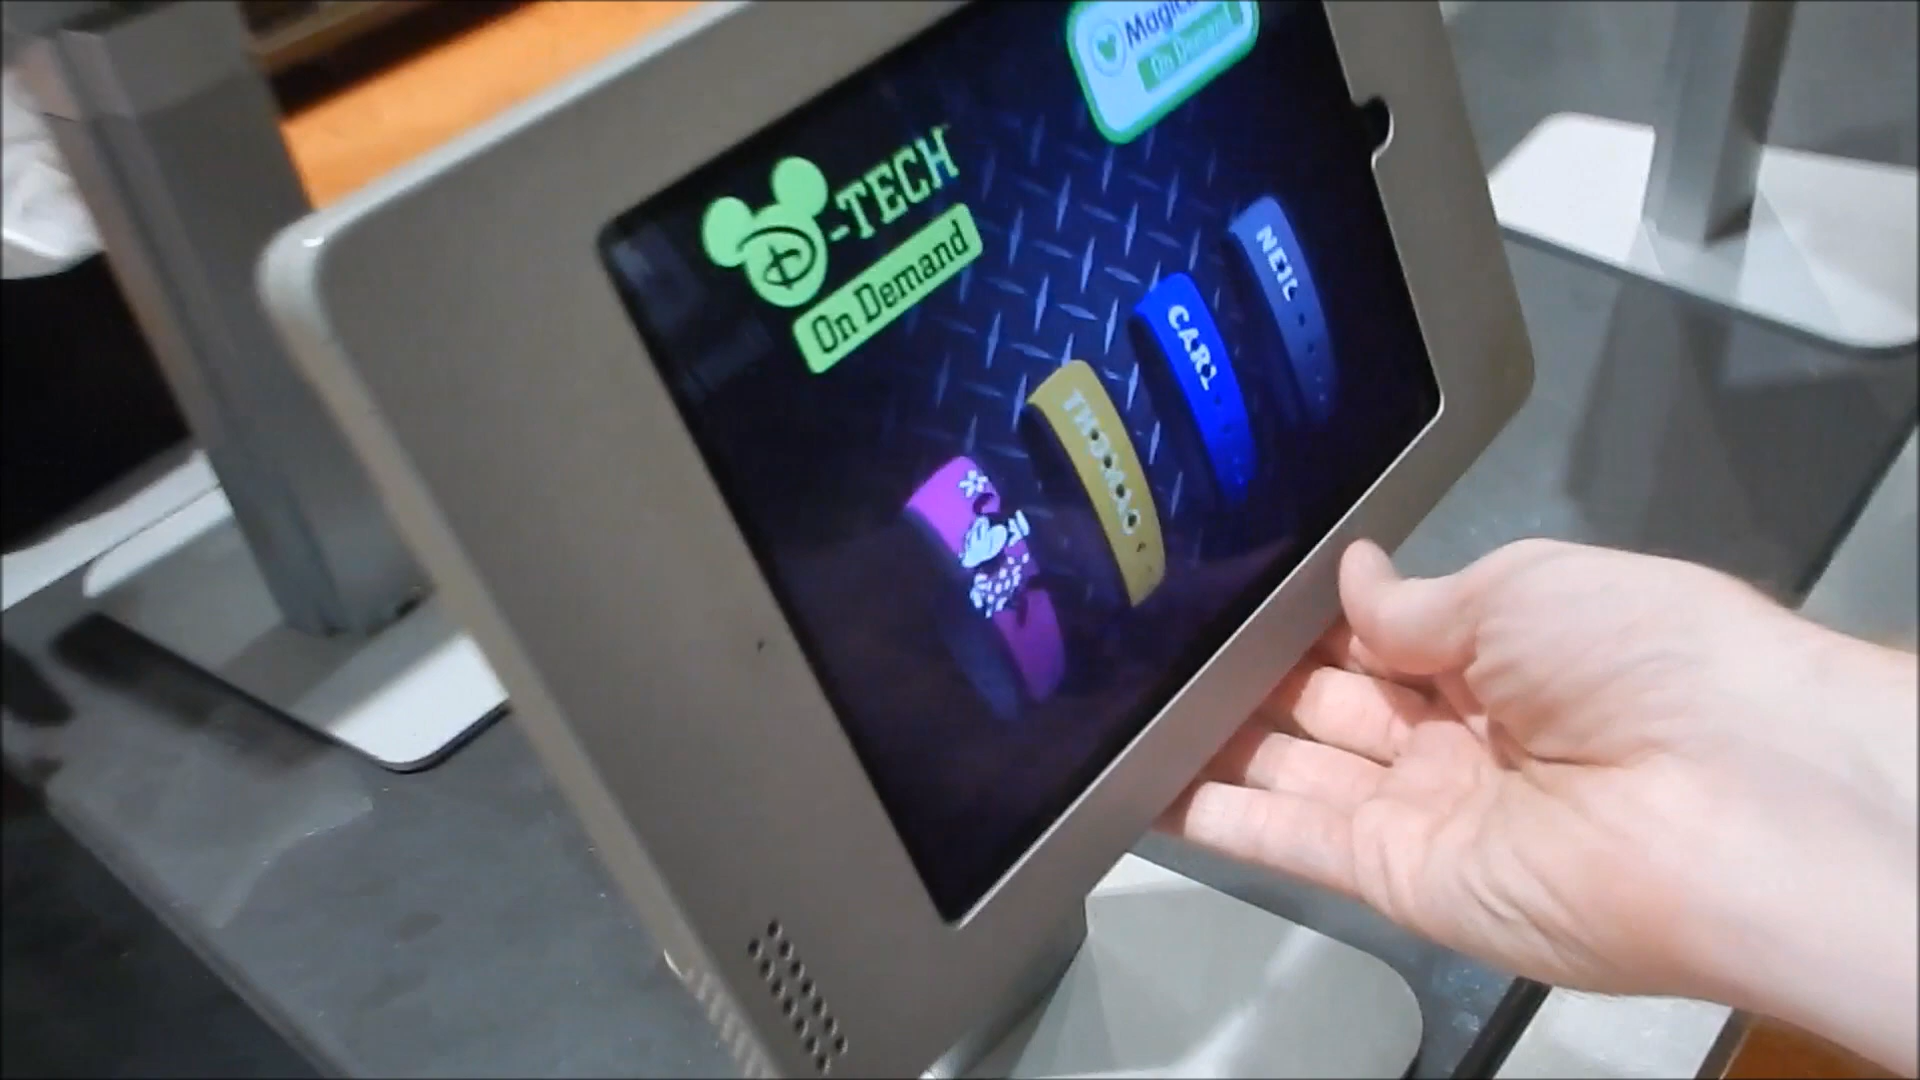 D-TECH
On Demand
On Demand
NEIL
CARL